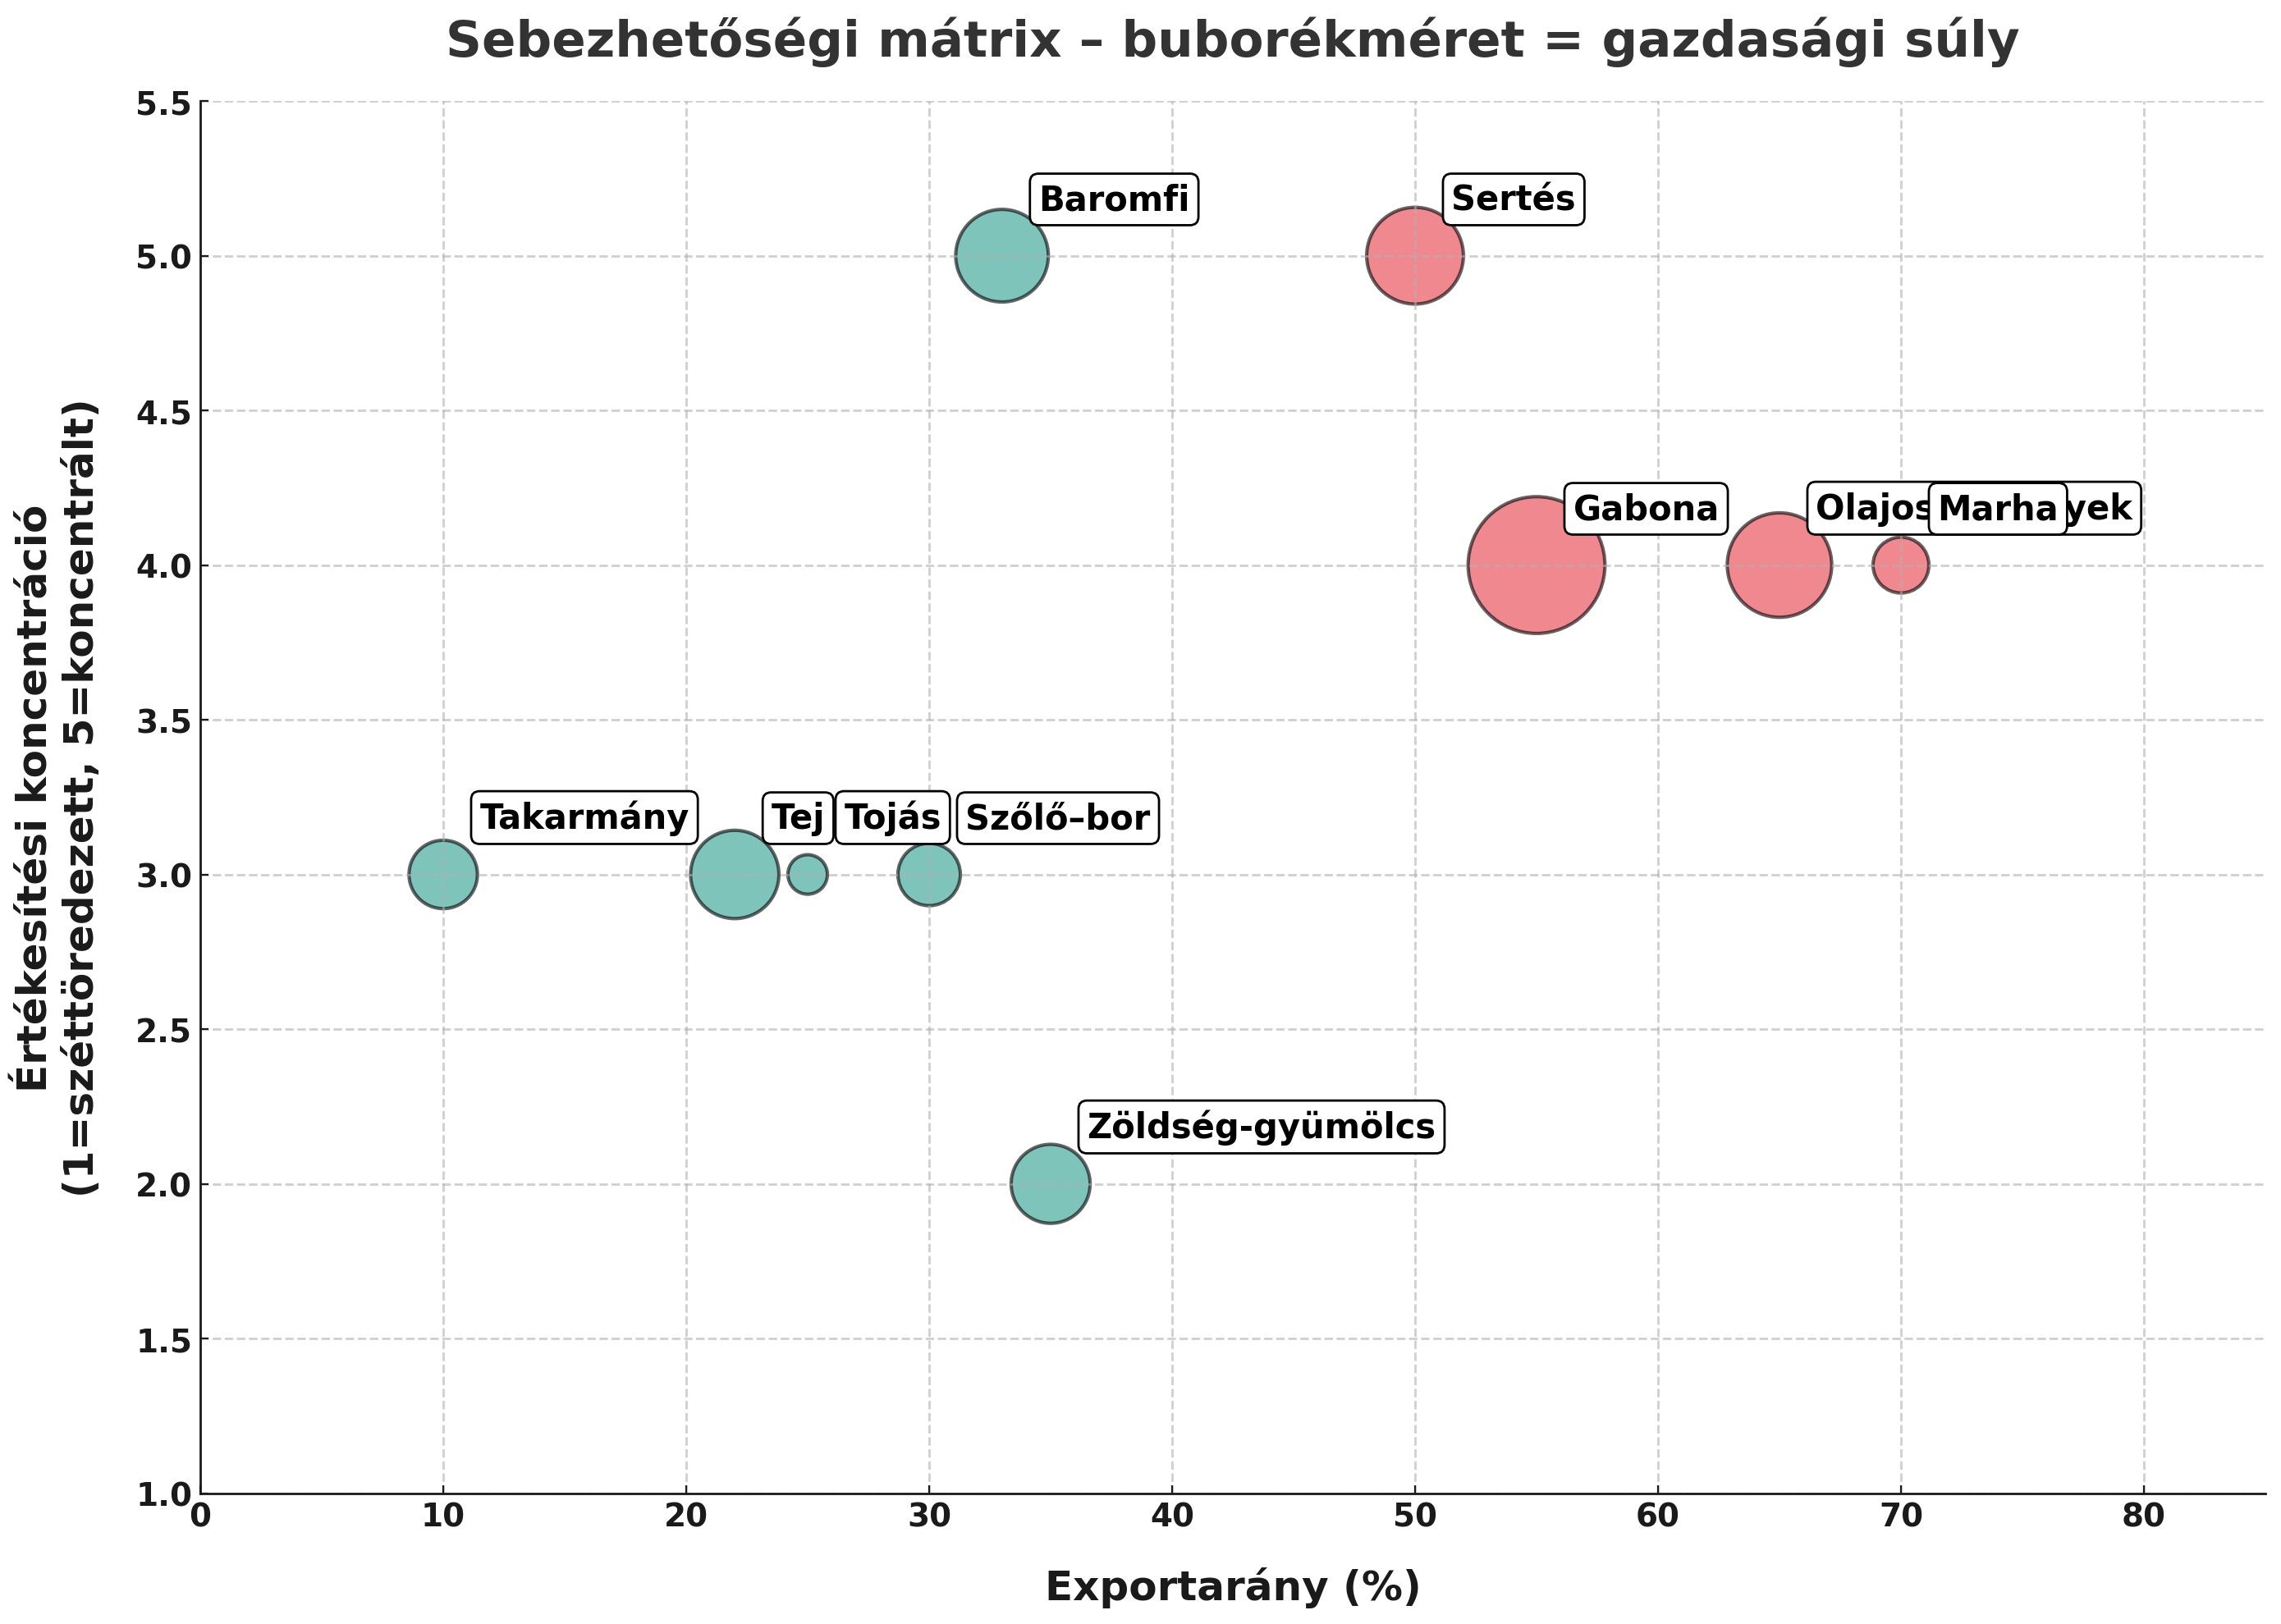 Sebezhetőségi mátrix – buborékméret = gazdasági súly
Értékesítési koncentráció
(1=széttöredezett, 5=koncentrált)
5.5
5.0
4.5
4.0
3.5
3.0
2.5
2.0
1.5
1.0
Baromfi
Sertés
Gabona
Marha
Takarmány
Tej
Tojás
Szőlő–bor
Zöldség-gyümölcs
0 10 20 30 40 50 60 70 80
Exportarány (%)